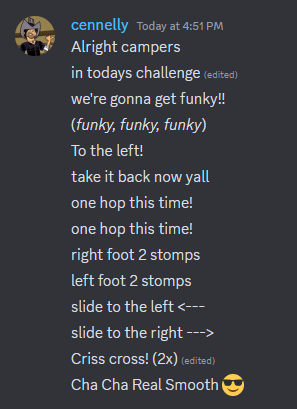 cennelly Today at 4:51 PM
Alright campers
in todays challenge (edited)
we're gonna get funky!!
(funky, funky, funky)
To the left!
take it back now yall
one hop this time!
one hop this time!
right foot 2 stomps
left foot 2 stomps
slide to the left <---
slide to the right --->
Criss cross! (2x) (edited)
Cha Cha Real Smooth 😎